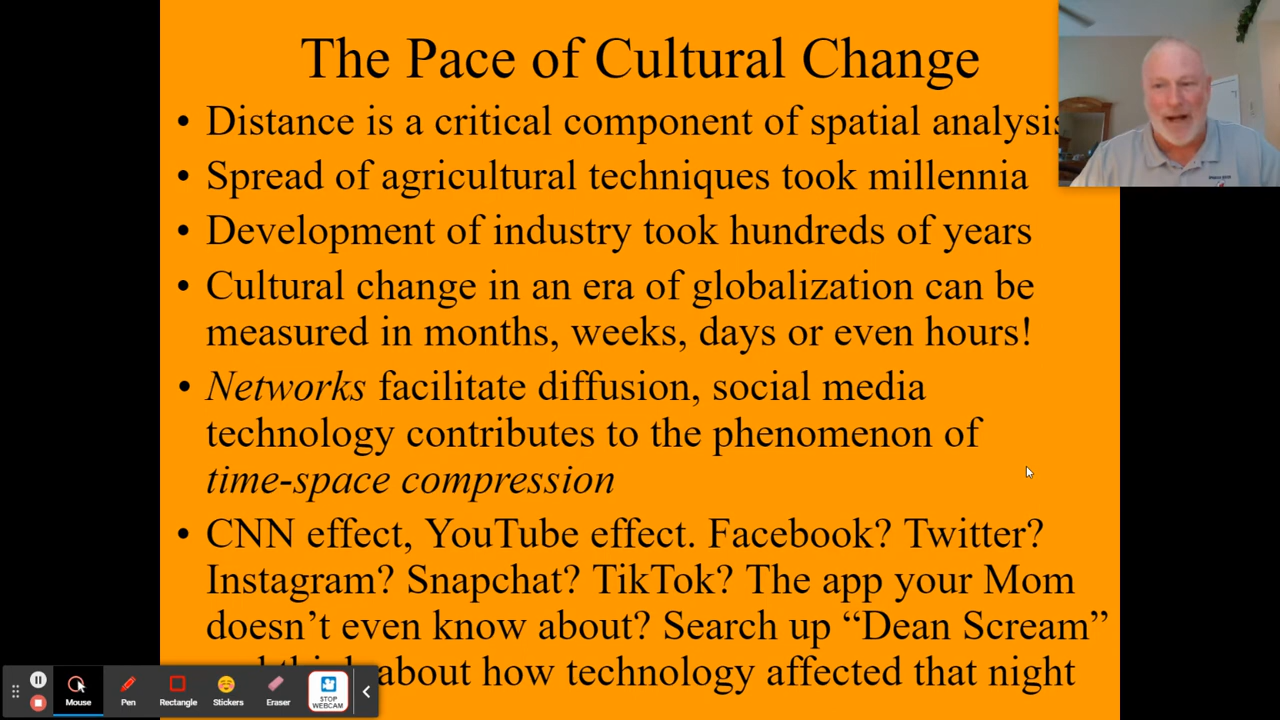 The Pace of Cultural Change
• Distance is a critical component of spatial analysis
• Spread of agricultural techniques took millennia
• Development of industry took hundreds of years
• Cultural change in an era of globalization can be
measured in months, weeks, days or even hours!
• Networks facilitate diffusion, social media
technology contributes to the phenomenon of
time-space compression
• CNN effect, YouTube effect. Facebook? Twitter?
Instagram? Snapchat? TikTok? The app your Mom
doesn't even know about? Search up “Dean Scream”
about how technology affected that night
Mouse Pen Rectangle Stickers Eraser STOP
WEBCAM